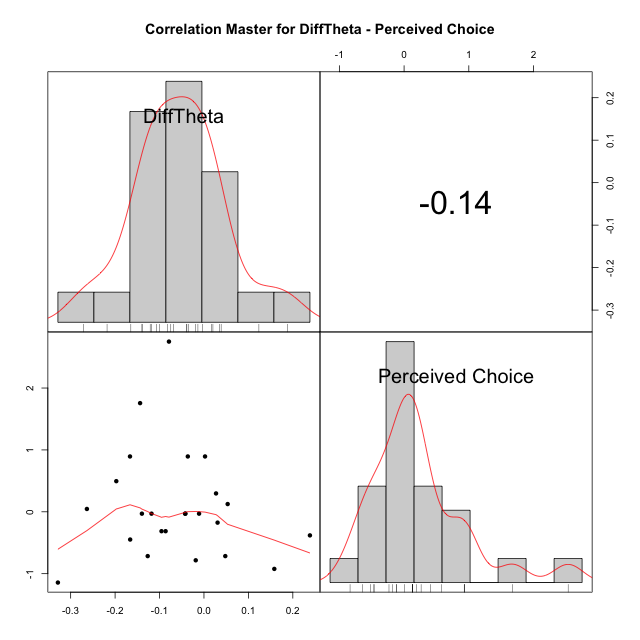 Correlation Master for DiffTheta - Perceived Choice
-1 0 1 2
DiffTheta
-0.14
0.2
0.1
0.0
-0.1
-0.2
-0.3
Perceived Choice
2
1
0
-1
-0.3 -0.2 -0.1 0.0 0.1 0.2